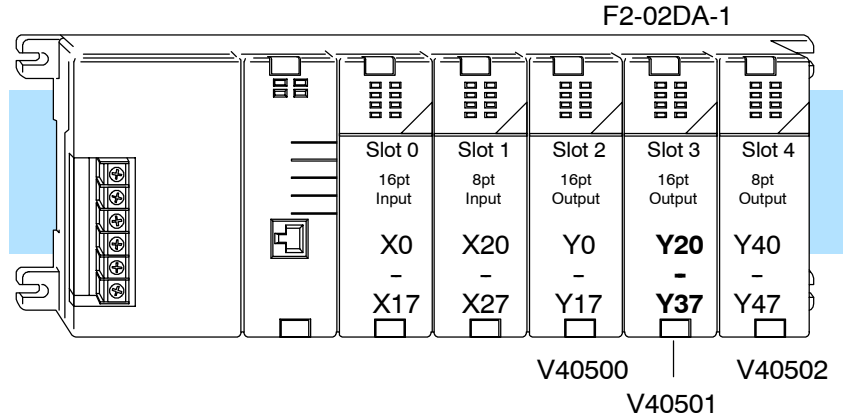 F2-02DA-1
Slot 0 Slot 1 Slot 2 Slot 3 Slot 4
16pt 8pt 16pt 16pt 8pt
Input Input Output Output Output
X0 X20 Y0 Y20 Y40
– – – – –
X17 X27 Y17 Y37 Y47
V40500 V40502
V40501